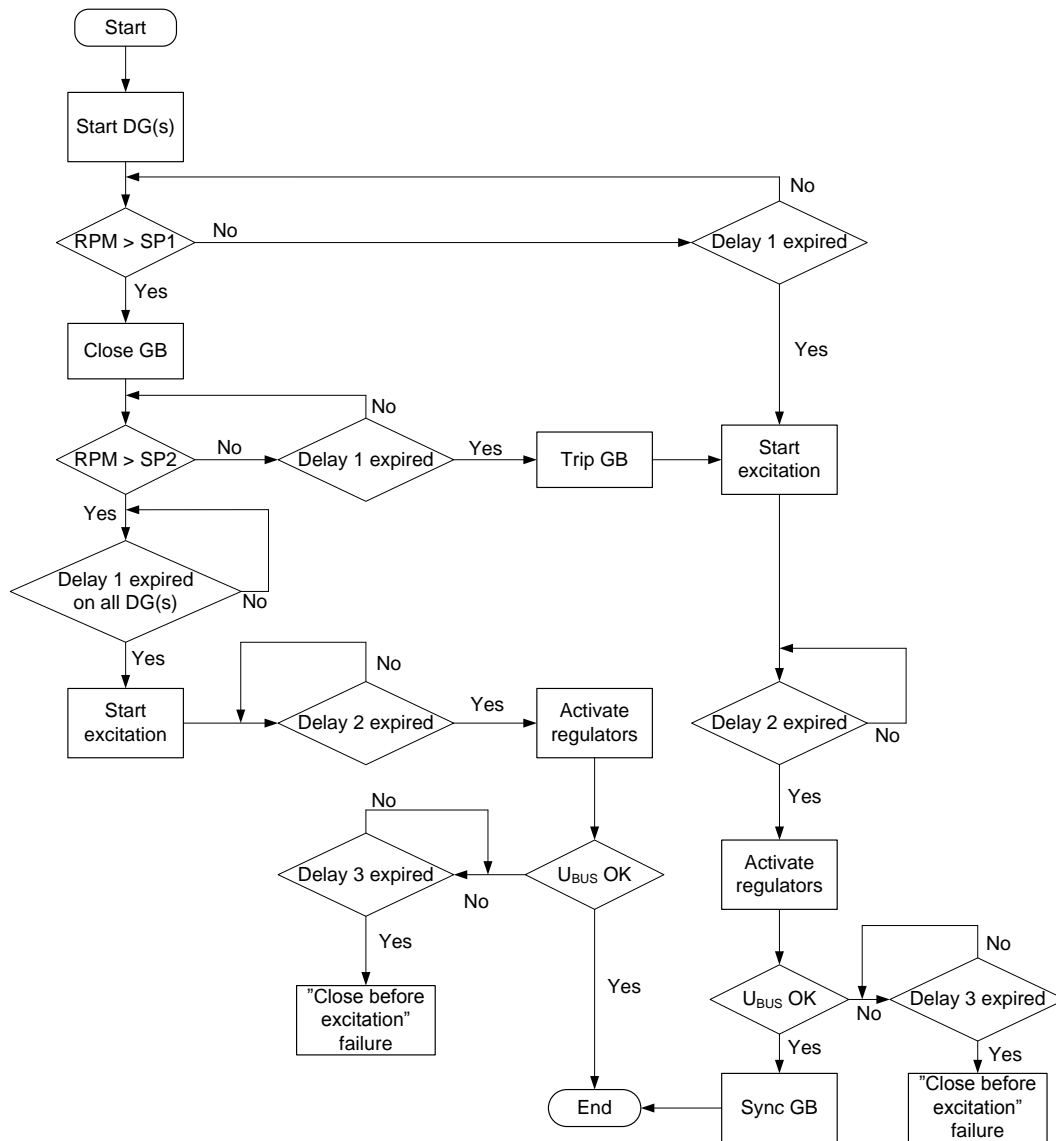 Start
Start DG(s)
No
RPM > SP1
No
Delay 1 expired
Yes
Close GB
Yes
No
RPM > SP2
No
Delay 1 expired
Yes
Trip GB
Start
excitation
Yes
Delay 1 expired
on all DG(s)
No
Yes
No
Start
excitation
Delay 2 expired
Yes
Activate
regulators
Delay 2 expired
No
Yes
No
Delay 3 expired
No
UBUS OK
Activate
regulators
Yes
No
Yes
UBUS OK
No
Delay 3 expired
"Close before
excitation"
failure
Yes
Yes
End
Sync GB
"Close before
excitation"
failure